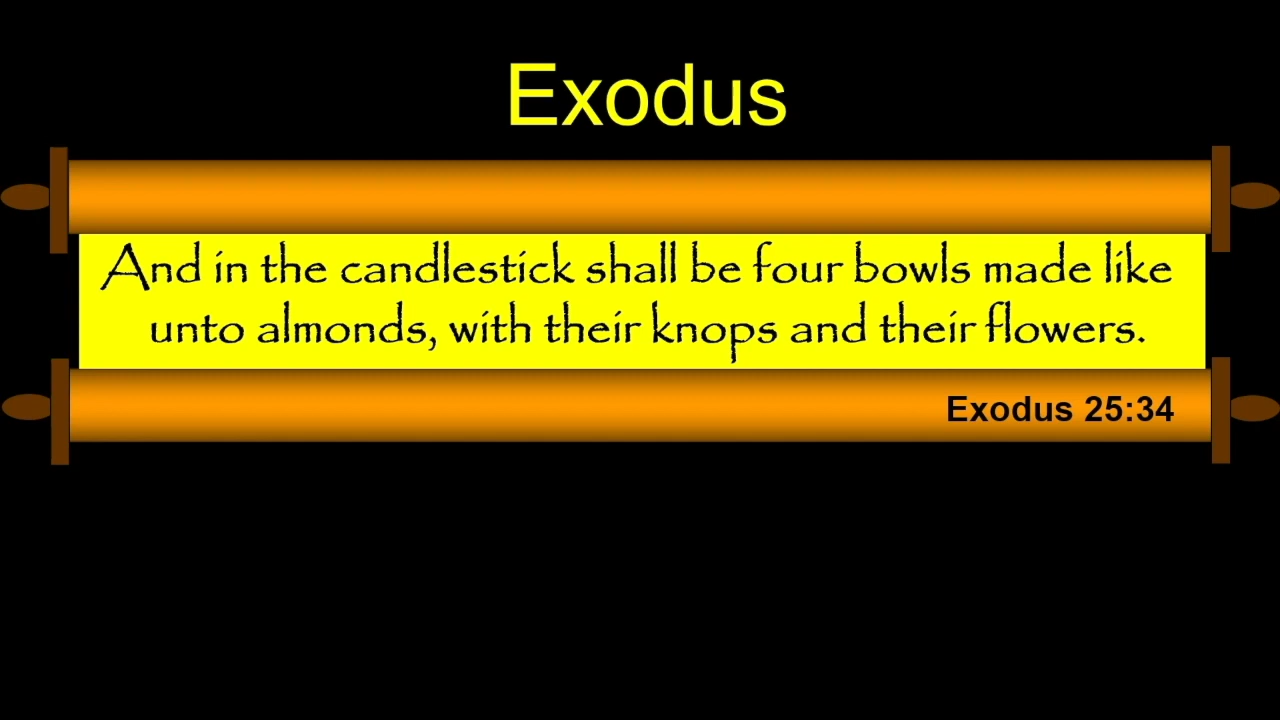 Exodus
And in the candlestick shall be four bowls made like
unto almonds, with their knops and their flowers.
Exodus 25:34